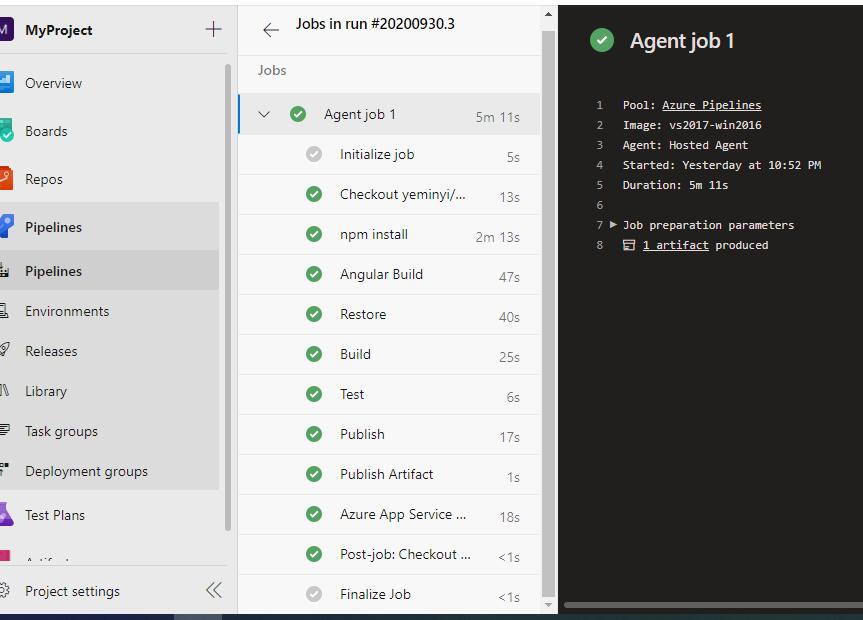 M MyProject
Overview
Boards
Repos
Pipelines
Pipelines
Environments
Releases
Library
Task groups
Deployment groups
Test Plans
Project settings
Jobs in run #20200930.3
Jobs
Agent job 1 5m 11s
Initialize job 5s
Checkout yeminyi/... 13s
npm install 2m 13s
Angular Build 47s
Restore 40s
Build 25s
Test 6s
Publish 17s
Publish Artifact 1s
Azure App Service ... 18s
Post-job: Checkout ... <1s
Finalize Job <1s
Agent job 1
1 Pool: Azure Pipelines
2 Image: vs2017-win2016
3 Agent: Hosted Agent
4 Started: Yesterday at 10:52 PM
5 Duration: 5m 11s
6
7 Job preparation parameters
8 1 artifact produced